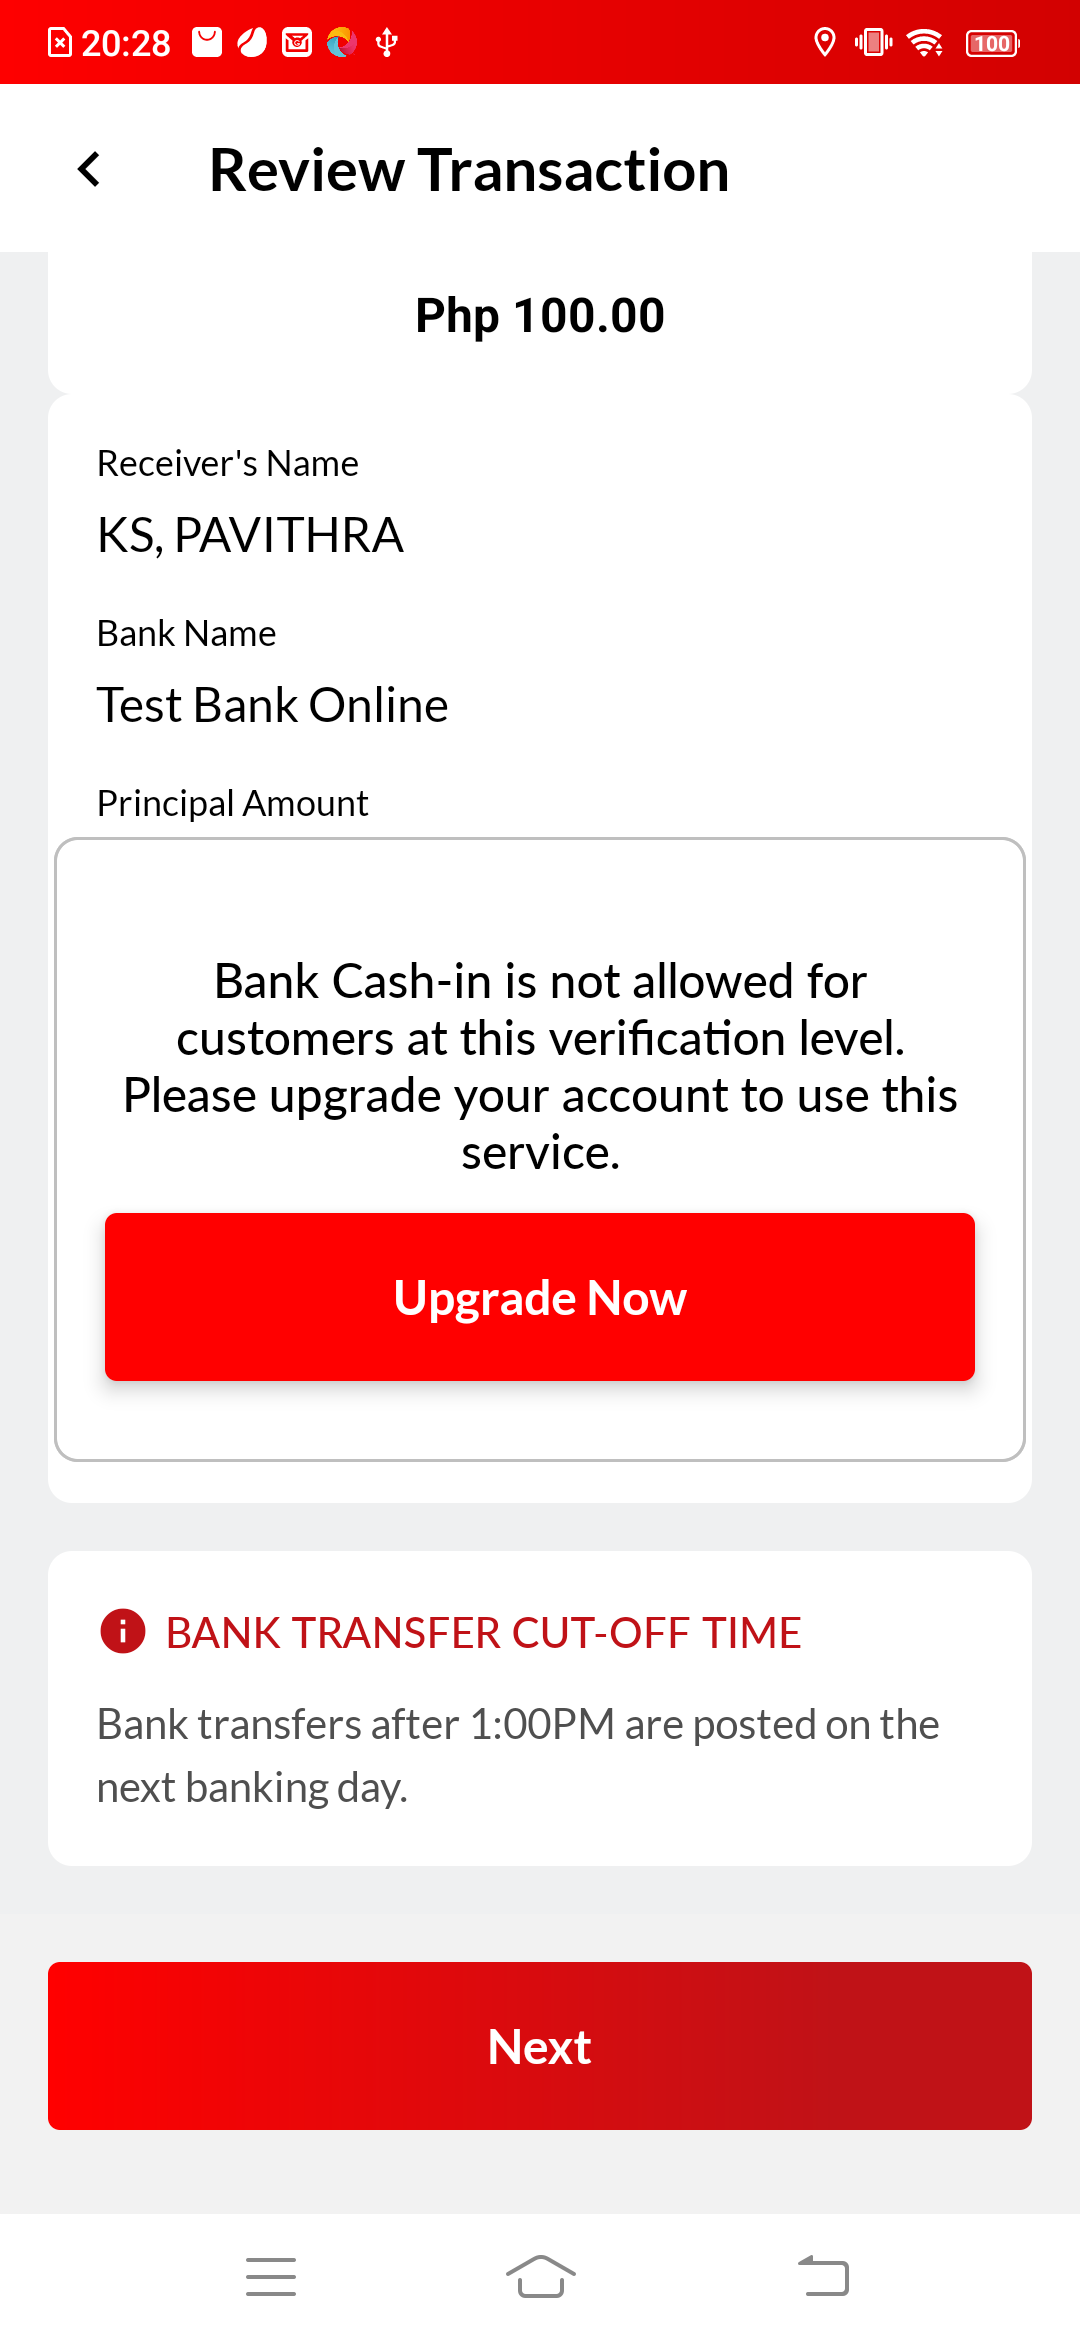 20:28
100
Review Transaction
Php 100.00
Receiver's Name
KS, PAVITHRA
Bank Name
Test Bank Online
Principal Amount
Bank Cash-in is not allowed for
customers at this verification level.
Please upgrade your account to use this
service.
Upgrade Now
BANK TRANSFER CUT-OFF TIME
Bank transfers after 1:00PM are posted on the
next banking day.
Next